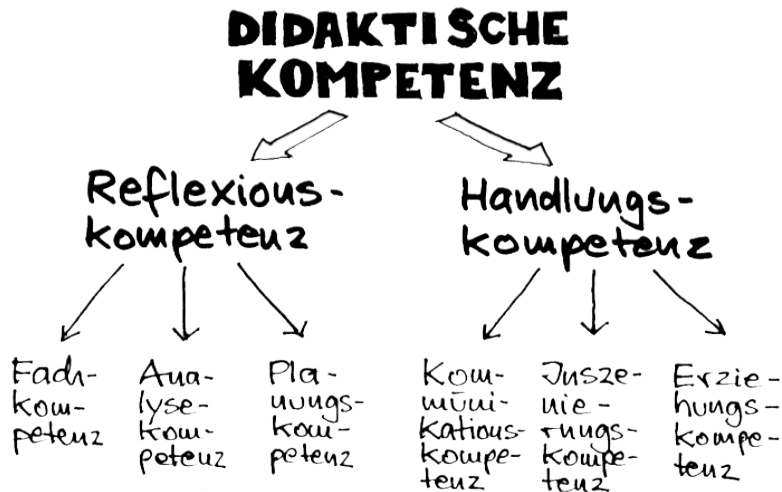 DIDAKTISCHE
KOMPETENZ
Reflexions-
kompetenz
Handlungs-
kompetenz
Fach-
kom-
petenz
Ana-
lyse-
kom-
petenz
Pla-
nungs-
kom-
petenz
Kom-
muni-
kations-
kompe-
tenz
Insze-
nie-
rungs-
kompe-
tenz
Erzie-
hungs-
kompe-
tenz